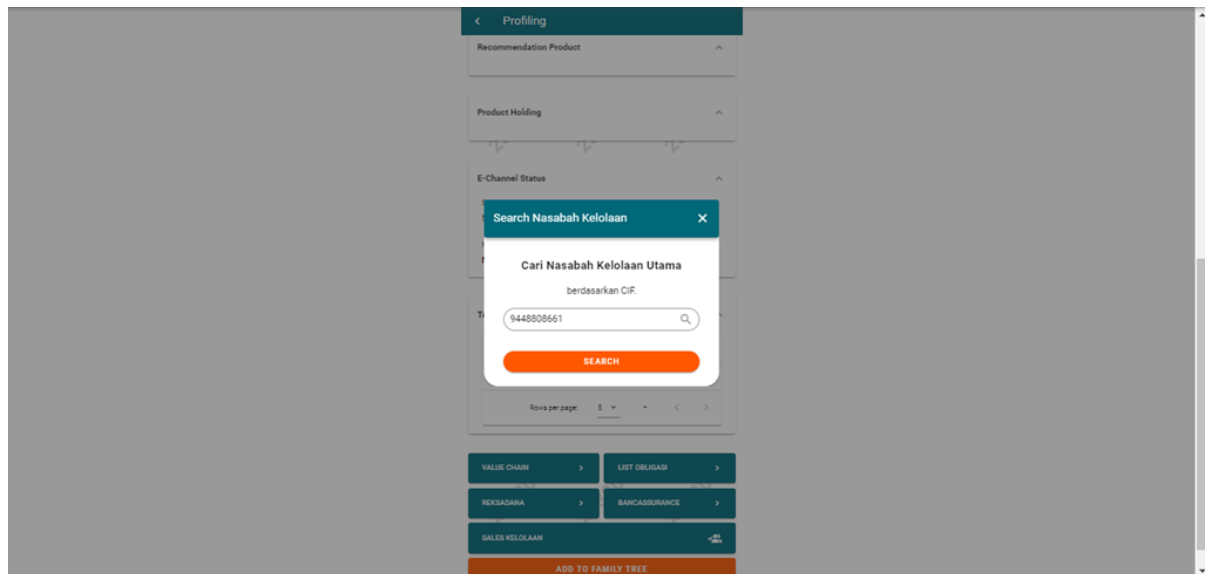 Profiling
Recommendation Product
Product Holding
E-Channel Status
Search Nasabah Kelolaan
Cari Nasabah Kelolaan Utama
berdasarkan CIF.
9448808661
SEARCH
Rows per page: 5 -
VALUE CHAIN
LIST OBLIGASI
REKSADANA
BANCASSURANCE
SALES KELOLAAN
ADD TO FAMILY TREE